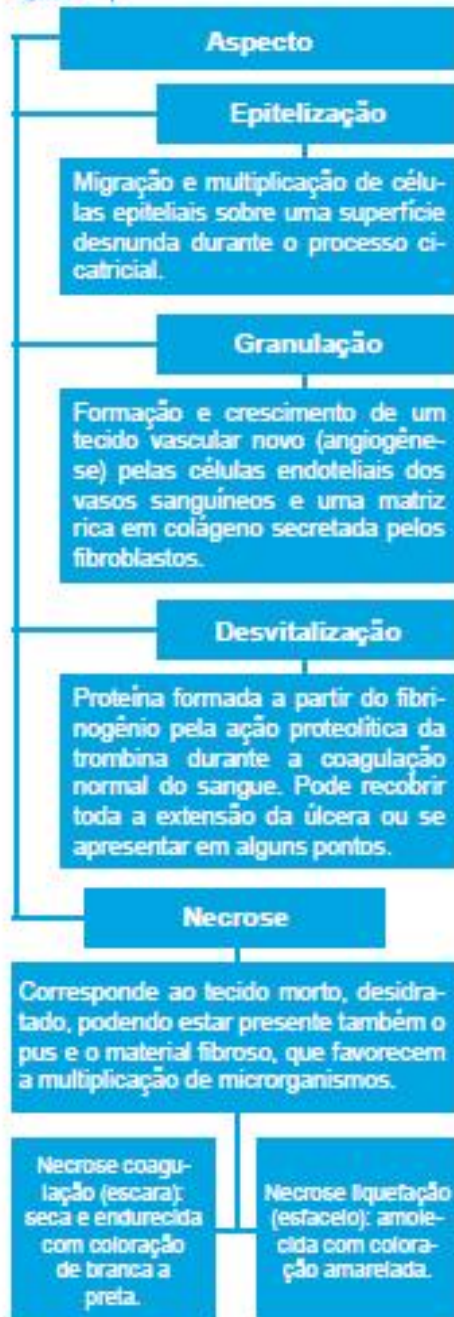 Aspecto
Epitelização
Migração e multiplicação de célu-
las epiteliais sobre uma superfície
desnunda durante o processo ci-
catricial.
Granulação
Formação e crescimento de um
tecido vascular novo (angiogêne-
se) pelas células endoteliais dos
vasos sanguíneos e uma matriz
rica em colágeno secretada pelos
fibroblastos.
Desvitalização
Proteína formada a partir do fibri-
nogênio pela ação proteolítica da
trombina durante a coagulação
normal do sangue. Pode recobrir
toda a extensão da úlcera ou se
apresentar em alguns pontos.
Necrose
Corresponde ao tecido morto, desidra-
tado, podendo estar presente também o
pus e o material fibroso, que favorecem
a multiplicação de microrganismos.
Necrose coagu-
lação (escara):
seca e endurecida
com coloração
de branca a
preta.
Necrose liquefação
(esfacelo): amole-
cida com colora-
ção amarelada.